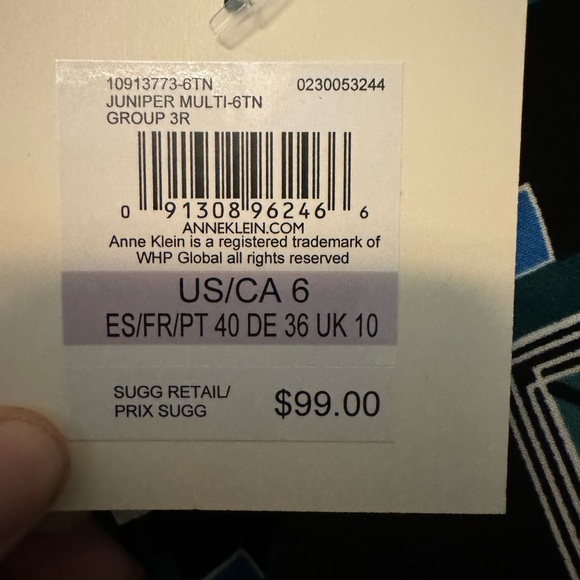 10913773-6TN 0230053244
JUNIPER MULTI-6TN
GROUP 3R
0 91308 96246 6
ANNEKLEIN.COM
Anne Klein is a registered trademark of
WHP Global all rights reserved
US/CA 6
ES/FR/PT 40 DE 36 UK 10
SUGG RETAIL/
PRIX SUGG $99.00